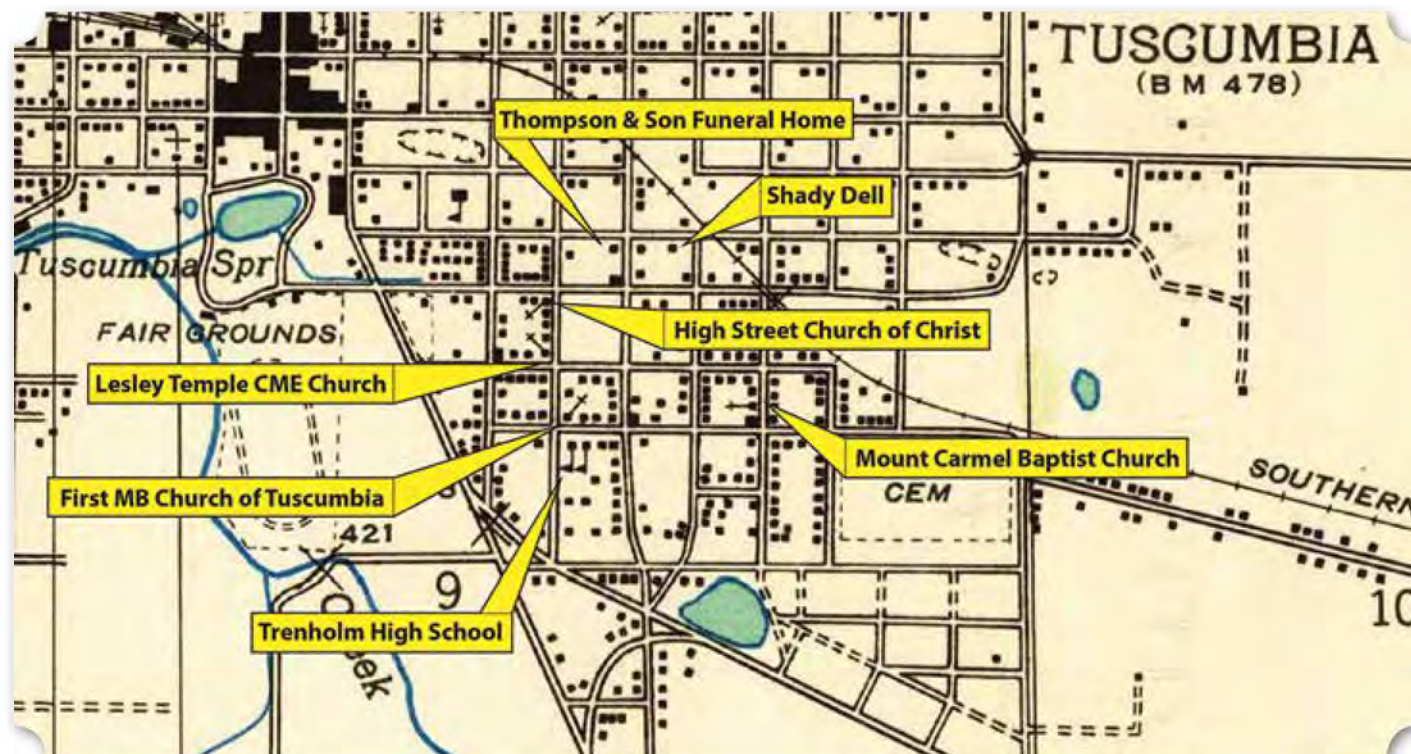 TUSCUMBIA
(B M 478)
Thompson & Son Funeral Home
Shady Dell
Tuscumbia Spr
FAIR GROUNDS
High Street Church of Christ
Lesley Temple CME Church
Mount Carmel Baptist Church
First MB Church of Tuscumbia
CEM
SOUTHERN
421
9
10
Trenholm High School
Creek